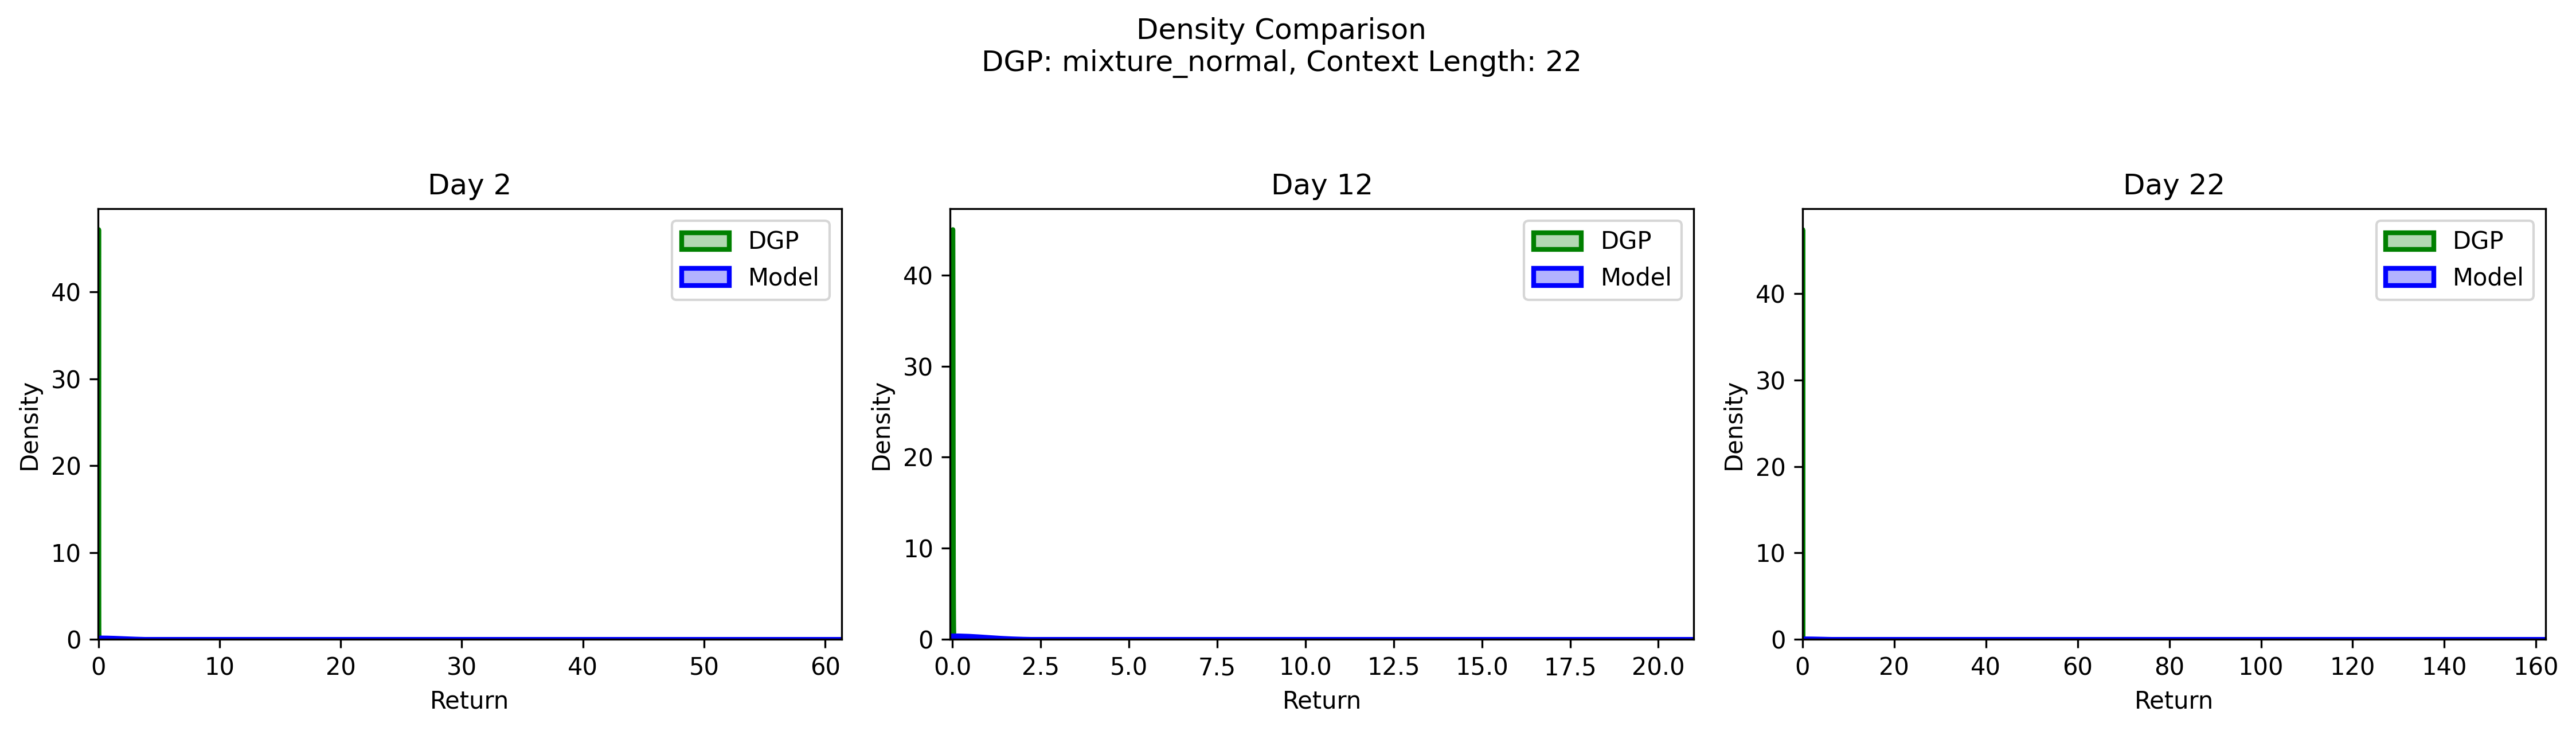 Density Comparison
DGP: mixture_normal, Context Length: 22
Day 2
DGP
Model
Density
40
30
20
10
0
0 10 20 30 40 50 60
Return
Day 12
DGP
Model
Density
40
30
20
10
0
0.0 2.5 5.0 7.5 10.0 12.5 15.0 17.5 20.0
Return
Day 22
DGP
Model
Density
40
30
20
10
0
0 20 40 60 80 100 120 140 160
Return